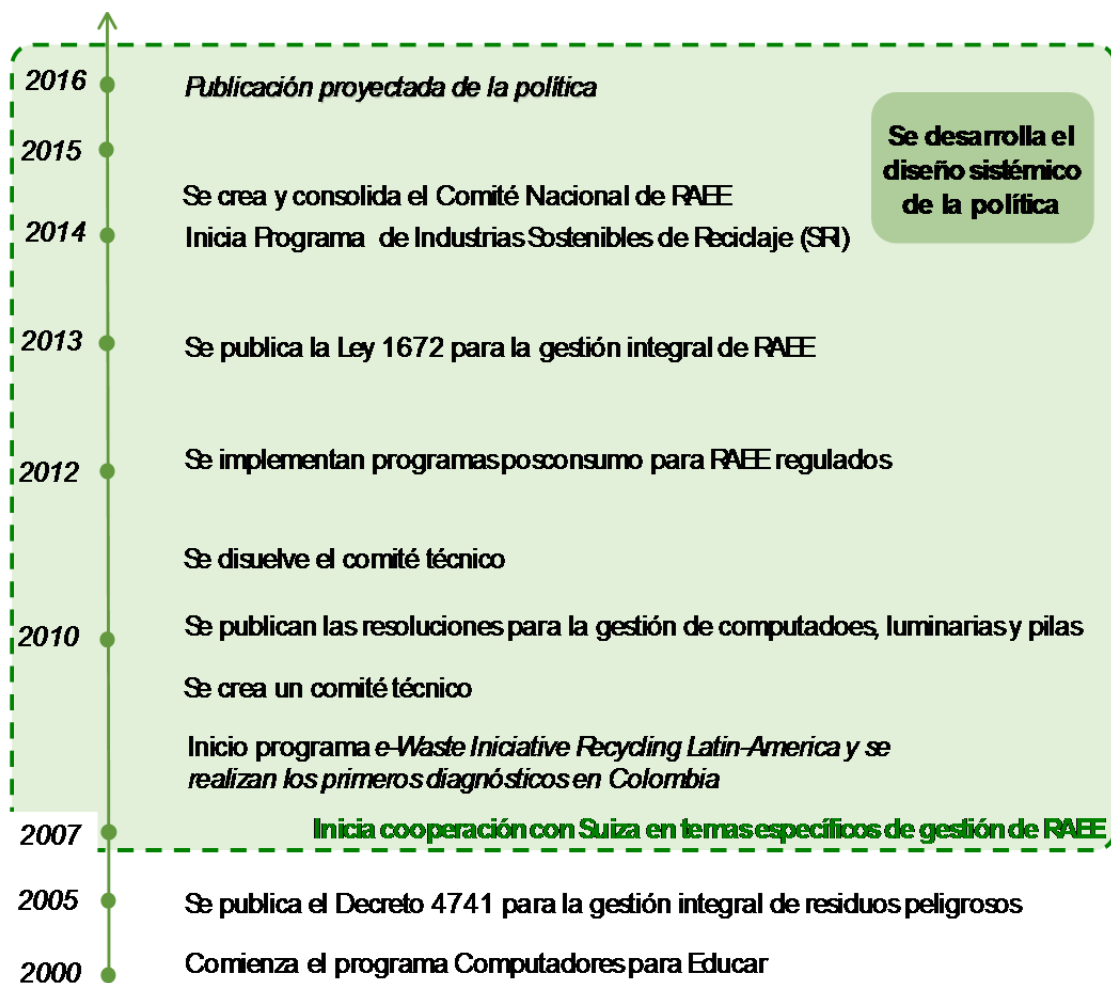 2016
Publicación proyectada de la política
Se desarrolla el
diseño sistémico
de la política
2015
Se crea y consolida el Comité Nacional de RAEE
2014
Inicia Programa de Industrias Sostenibles de Reciclaje (SRI)
2013
Se publica la Ley 1672 para la gestión integral de RAEE
2012
Se implementan programas posconsumo para RAEE regulados
Se disuelve el comité técnico
2010
Se publican las resoluciones para la gestión de computadoes, luminarias y pilas
Se crea un comité técnico
Inicio programa e-Waste Iniciative Recycling Latin-America y se
realizan los primeros diagnósticos en Colombia
2007
Inicia cooperación con Suiza en temas específicos de gestión de RAEE
2005
Se publica el Decreto 4741 para la gestión integral de residuos peligrosos
2000
Comienza el programa Computadores para Educar